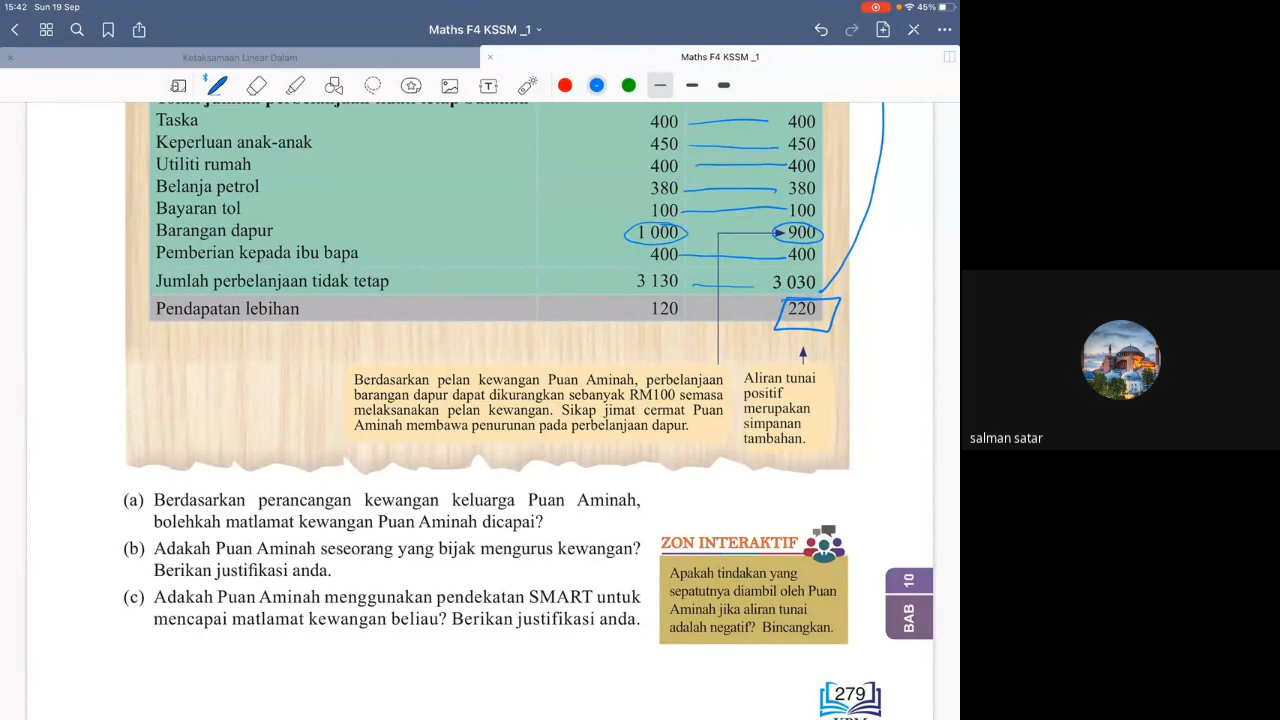 15:42 Sun 19 Sep
45%
Maths F4 KSSM _1
Ketaksamaan Linear Dalam
Maths F4 KSSM _1
Tolak jumlah perbelanjaan tidak tetap bulanan
Taska 400 400
Keperluan anak-anak 450 450
Utiliti rumah 400 400
Belanja petrol 380 380
Bayaran tol 100 100
Barangan dapur 1 000 900
Pemberian kepada ibu bapa 400 400
Jumlah perbelanjaan tidak tetap 3 130 3 030
Pendapatan lebihan 120 220
Berdasarkan pelan kewangan Puan Aminah, perbelanjaan
barangan dapur dapat dikurangkan sebanyak RM100 semasa
melaksanakan pelan kewangan. Sikap jimat cermat Puan
Aminah membawa penurunan pada perbelanjaan dapur.
Aliran tunai
positif
merupakan
simpanan
tambahan.
(a) Berdasarkan perancangan kewangan keluarga Puan Aminah,
bolehkah matlamat kewangan Puan Aminah dicapai?
(b) Adakah Puan Aminah seseorang yang bijak mengurus kewangan?
Berikan justifikasi anda.
(c) Adakah Puan Aminah menggunakan pendekatan SMART untuk
mencapai matlamat kewangan beliau? Berikan justifikasi anda.
ZON INTERAKTIF
Apakah tindakan yang
sepatutnya diambil oleh Puan
Aminah jika aliran tunai
adalah negatif? Bincangkan.
BAB 10
279
salman satar